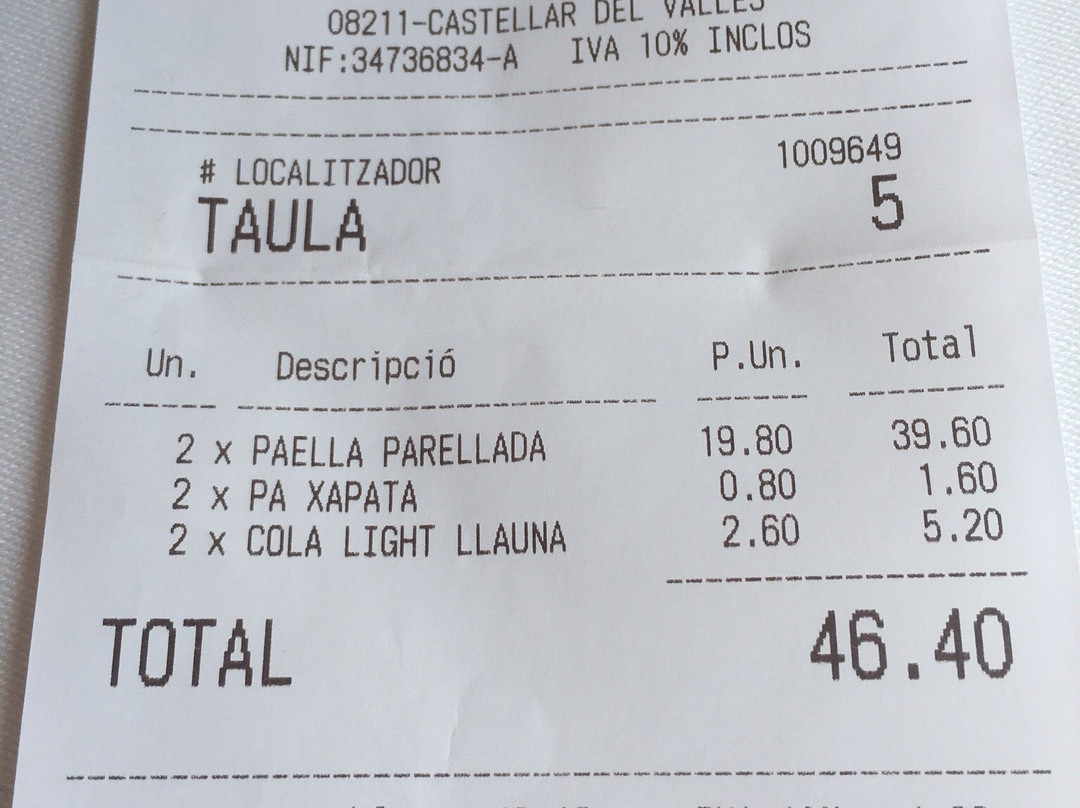 08211-CASTELLAR DEL VALLES
NIF:34736834-A IVA 10% INCLOS
# LOCALITZADOR 1009649
TAULA 5
Un. Descripció P.Un. Total
2 x PAELLA PARELLADA 19.80 39.60
2 x PA XAPATA 0.80 1.60
2 x COLA LIGHT LLAUNA 2.60 5.20
TOTAL 46.40